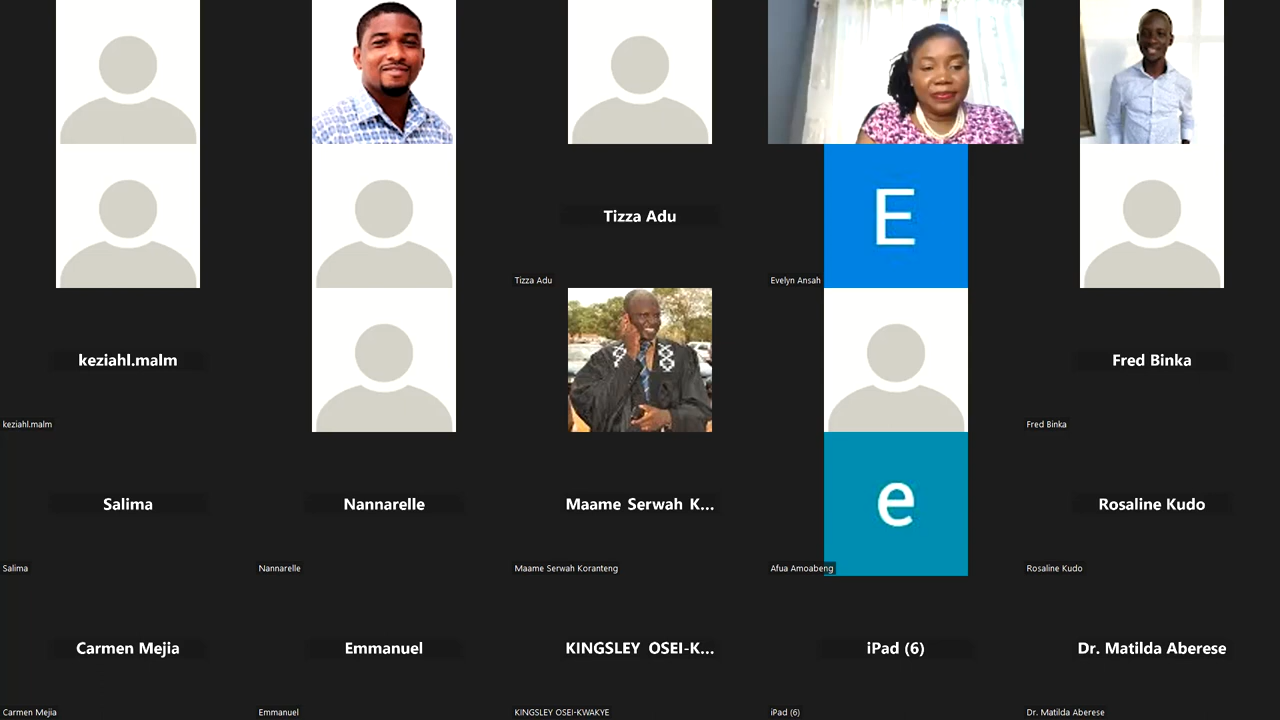 Tizza Adu
E
Tizza Adu
Evelyn Ansah
keziahl.malm
Fred Binka
keziahl.malm
Fred Binka
Salima
Nannarelle
Maame Serwah K...
e
Rosaline Kudo
Salima
Nannarelle
Maame Serwah Koranteng
Afua Amoabeng
Rosaline Kudo
Carmen Mejia
Emmanuel
KINGSLEY OSEI-K...
iPad (6)
Dr. Matilda Aberese
Carmen Mejia
Emmanuel
KINGSLEY OSEI-KWAKYE
iPad (6)
Dr. Matilda Aberese